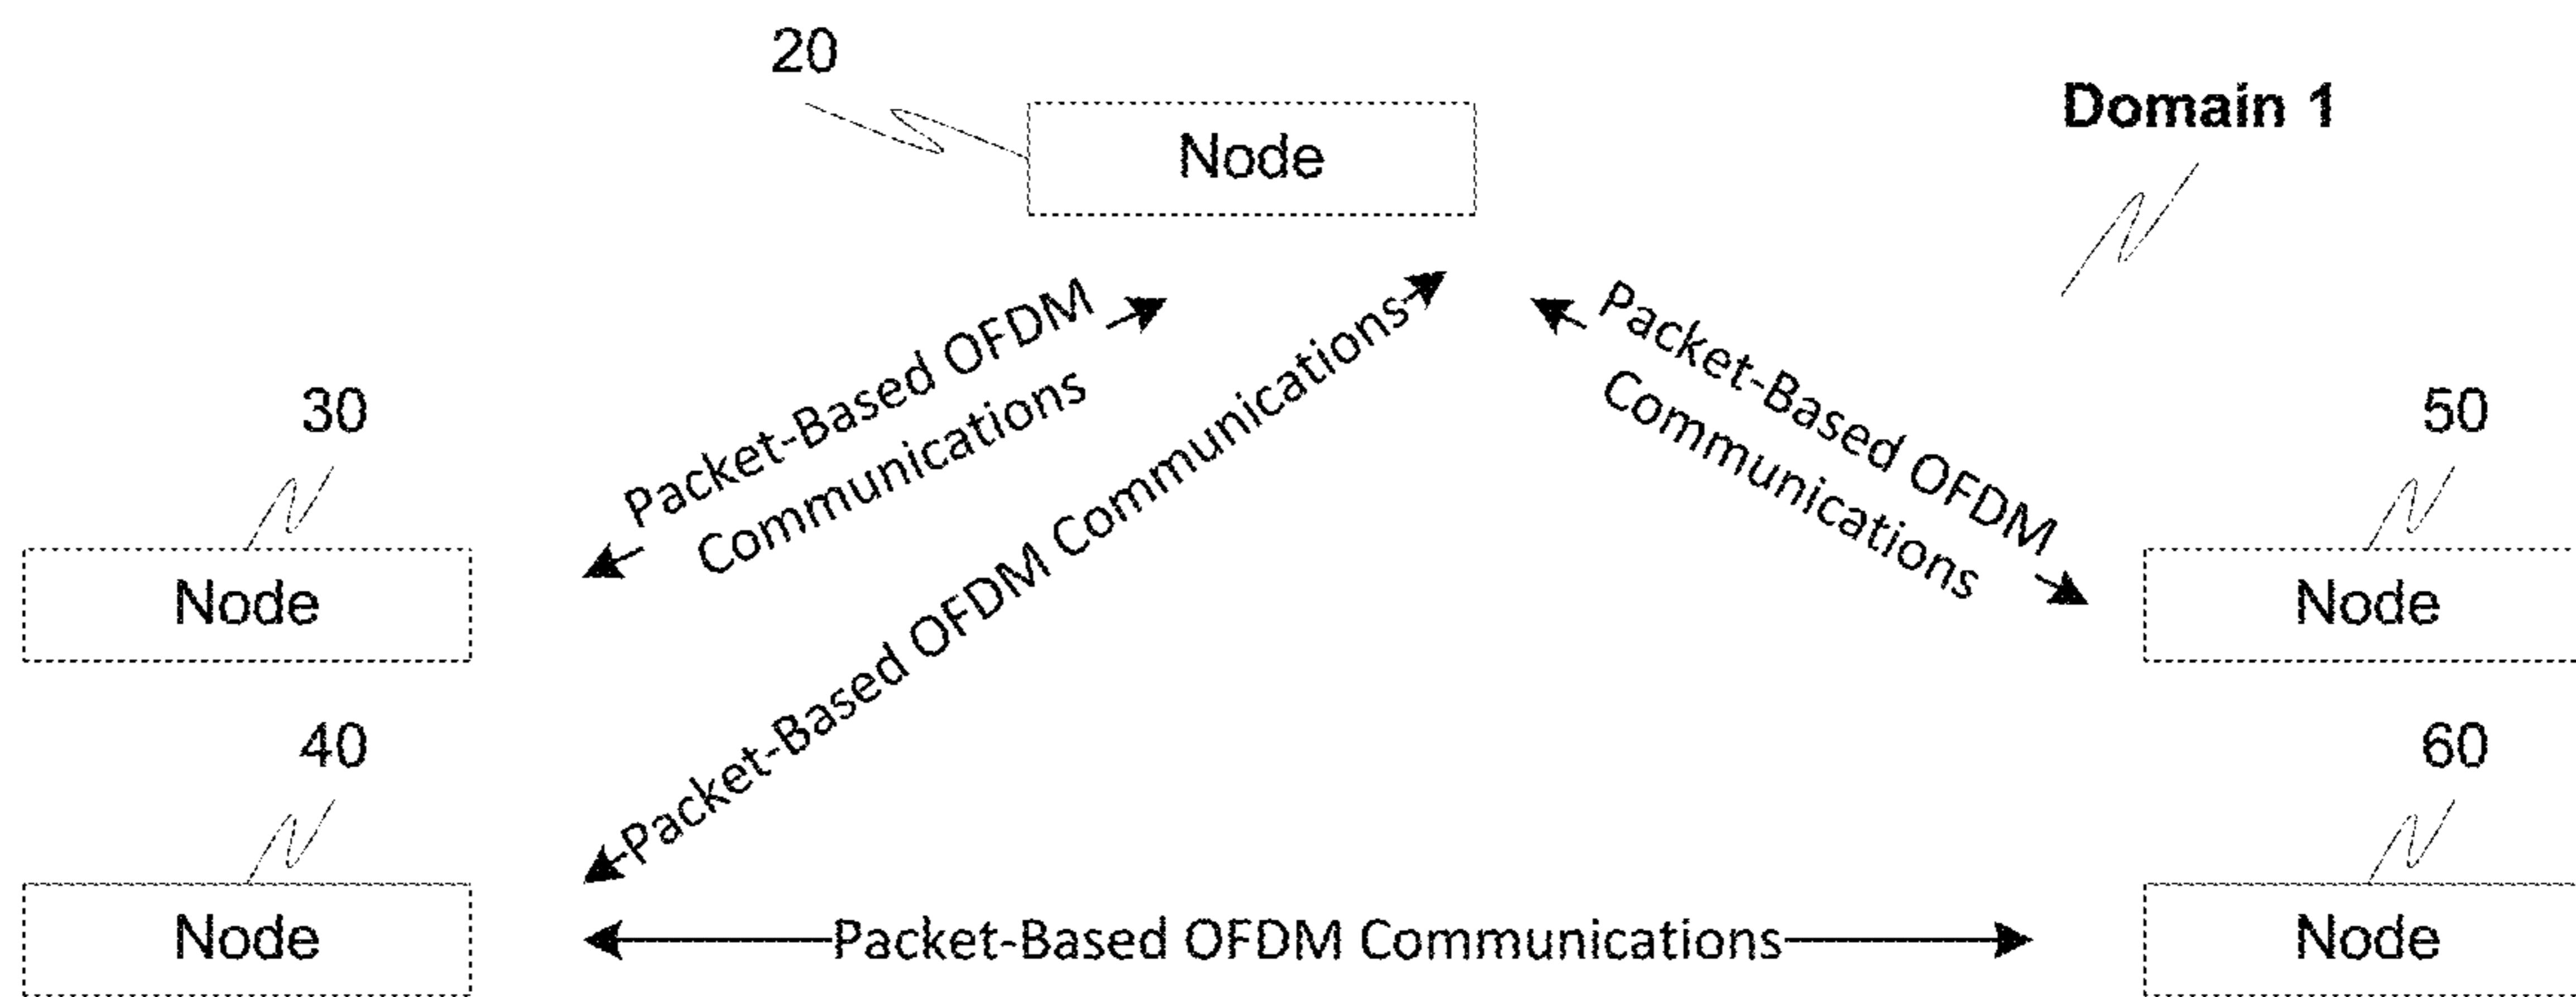 20
Domain 1
Node
Packet-Based OFDM
Communications
Packet-Based OFDM Communications
Packet-Based OFDM
Communications
30
50
Node
Node
40
60
Node
Packet-Based OFDM Communications
Node